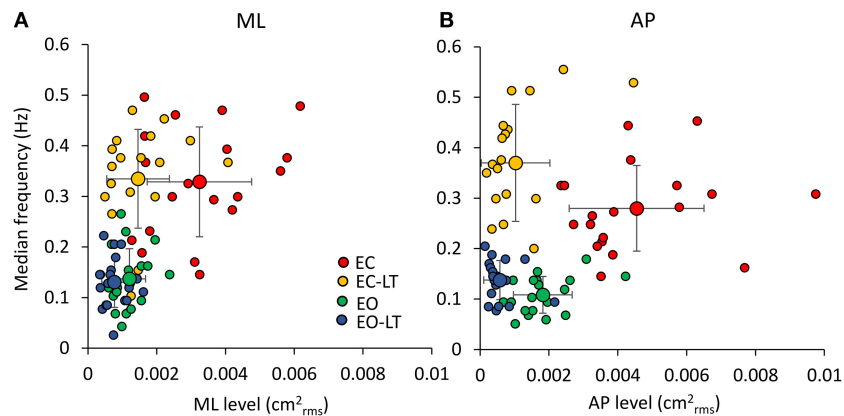 A
ML
B
AP
Median frequency (Hz)
0.6
0.5
0.4
0.3
0.2
0.1
0
0 0.002 0.004 0.006 0.008 0.01
ML level (cm²rms)
EC
EC-LT
EO
EO-LT
0.6
0.5
0.4
0.3
0.2
0.1
0
0 0.002 0.004 0.006 0.008 0.01
AP level (cm²rms)